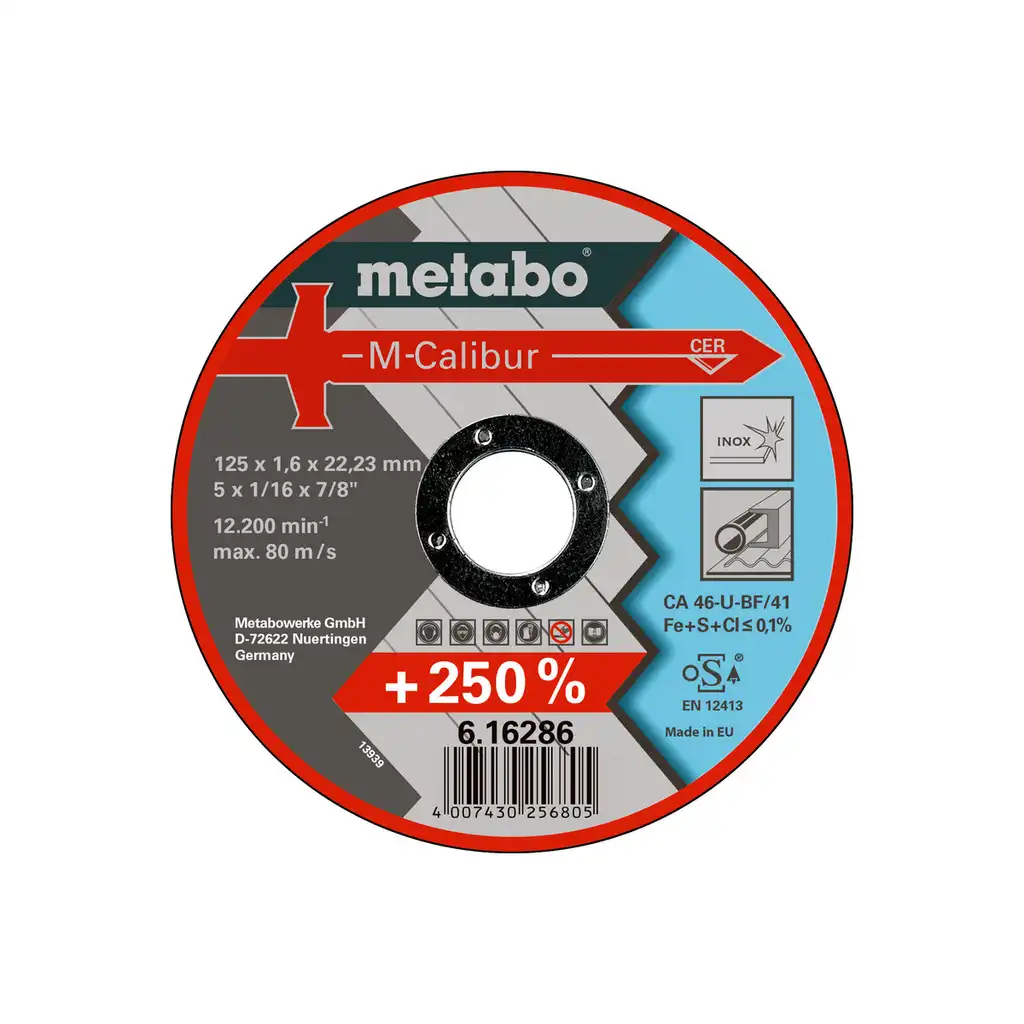 metabo®
M-Calibur
CER
INOX
125 x 1,6 x 22,23 mm
5 x 1/16 x 7/8"
12.200 min-1
max. 80 m/s
CA 46-U-BF/41
Fe+S+Cl≤0,1%
Metabowerke GmbH
D-72622 Nuertingen
Germany
+250 %
oSa®
EN 12413
Made in EU
6.16286
13939
4 007430 256805